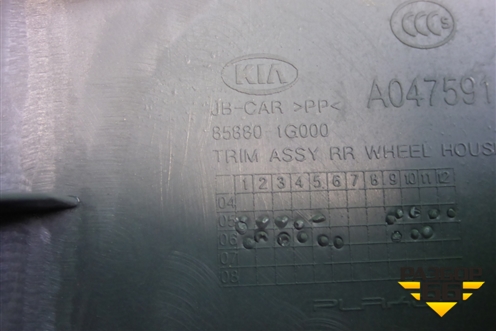 CCC S
KIA
JB-CAR >PP< A047591
85880 1G000
TRIM ASSY RR WHEEL HOUS
1 2 3 4 5 6 7 8 9 10 11 12
04
05
06
07
08